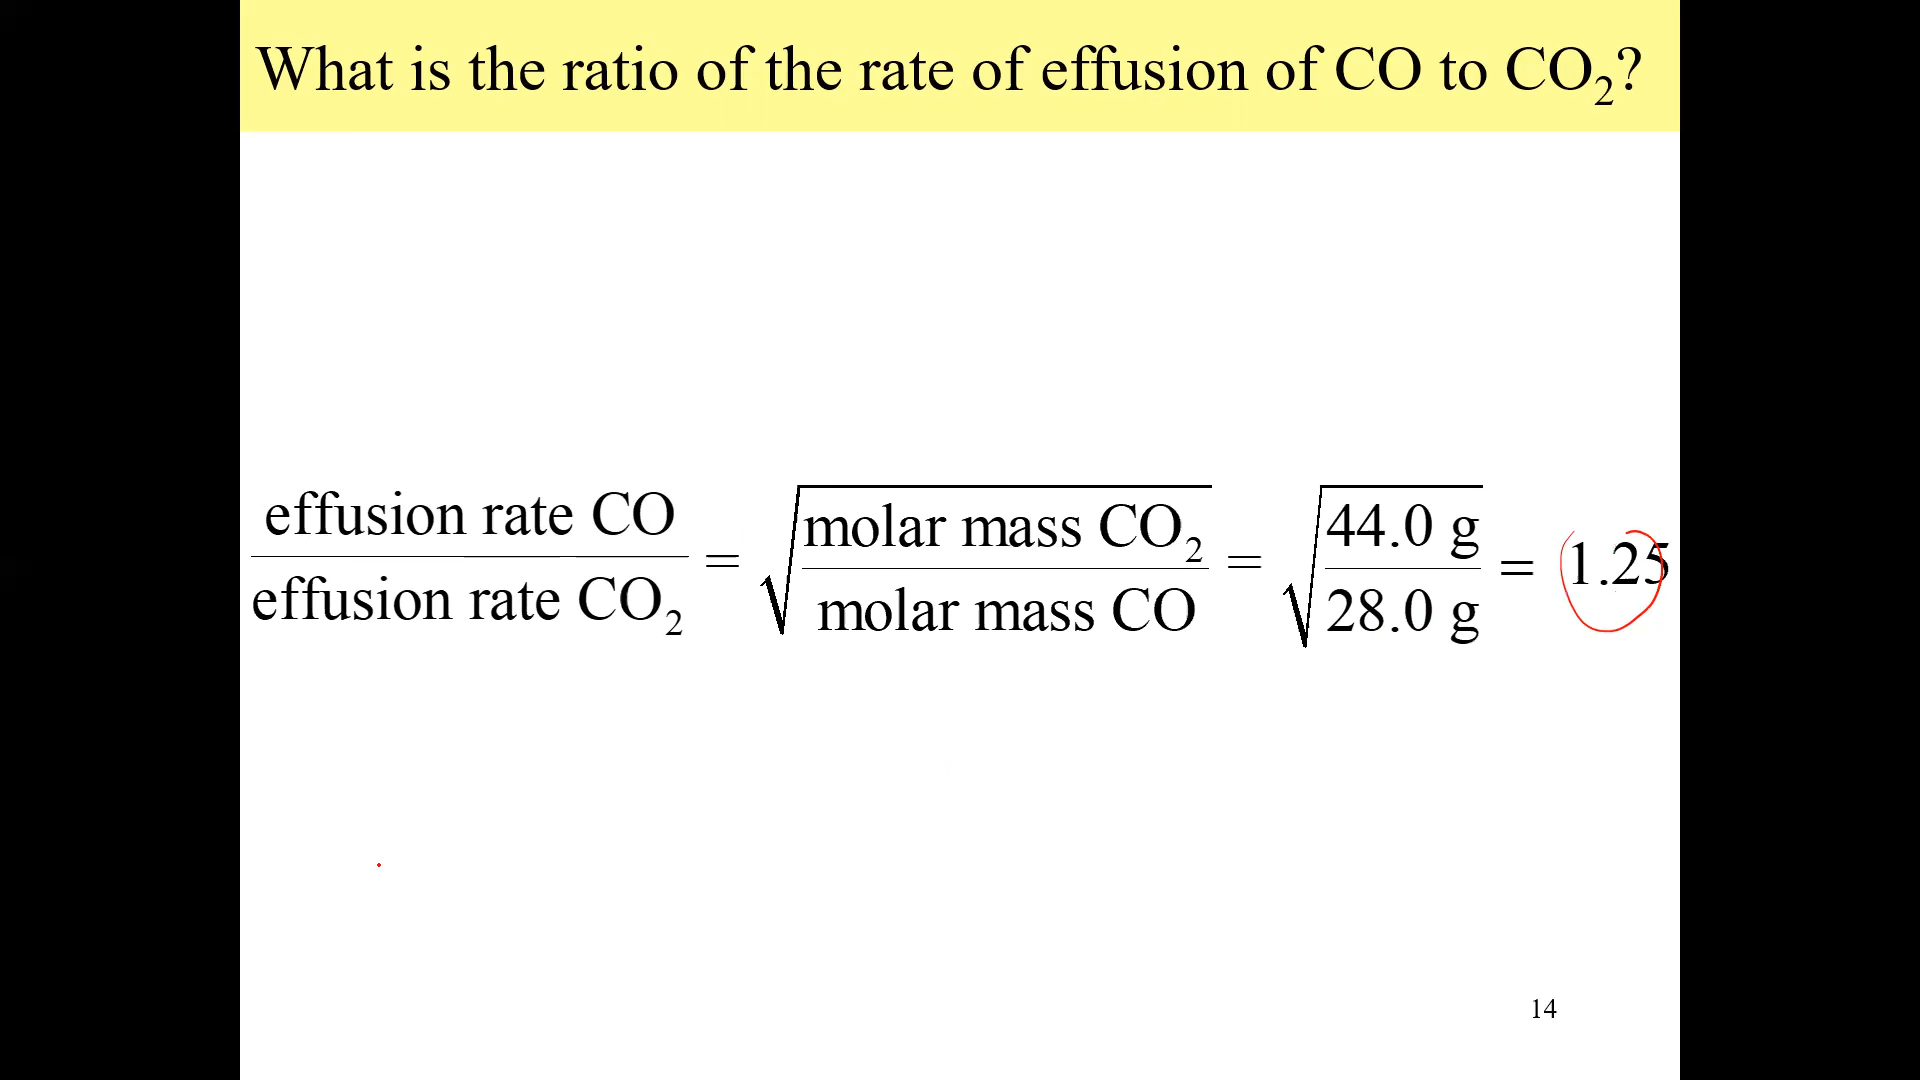 What is the ratio of the rate of effusion of CO to CO₂?
effusion rate CO / effusion rate CO₂ = √(molar mass CO₂ / molar mass CO) = √(44.0 g / 28.0 g) = 1.25
14